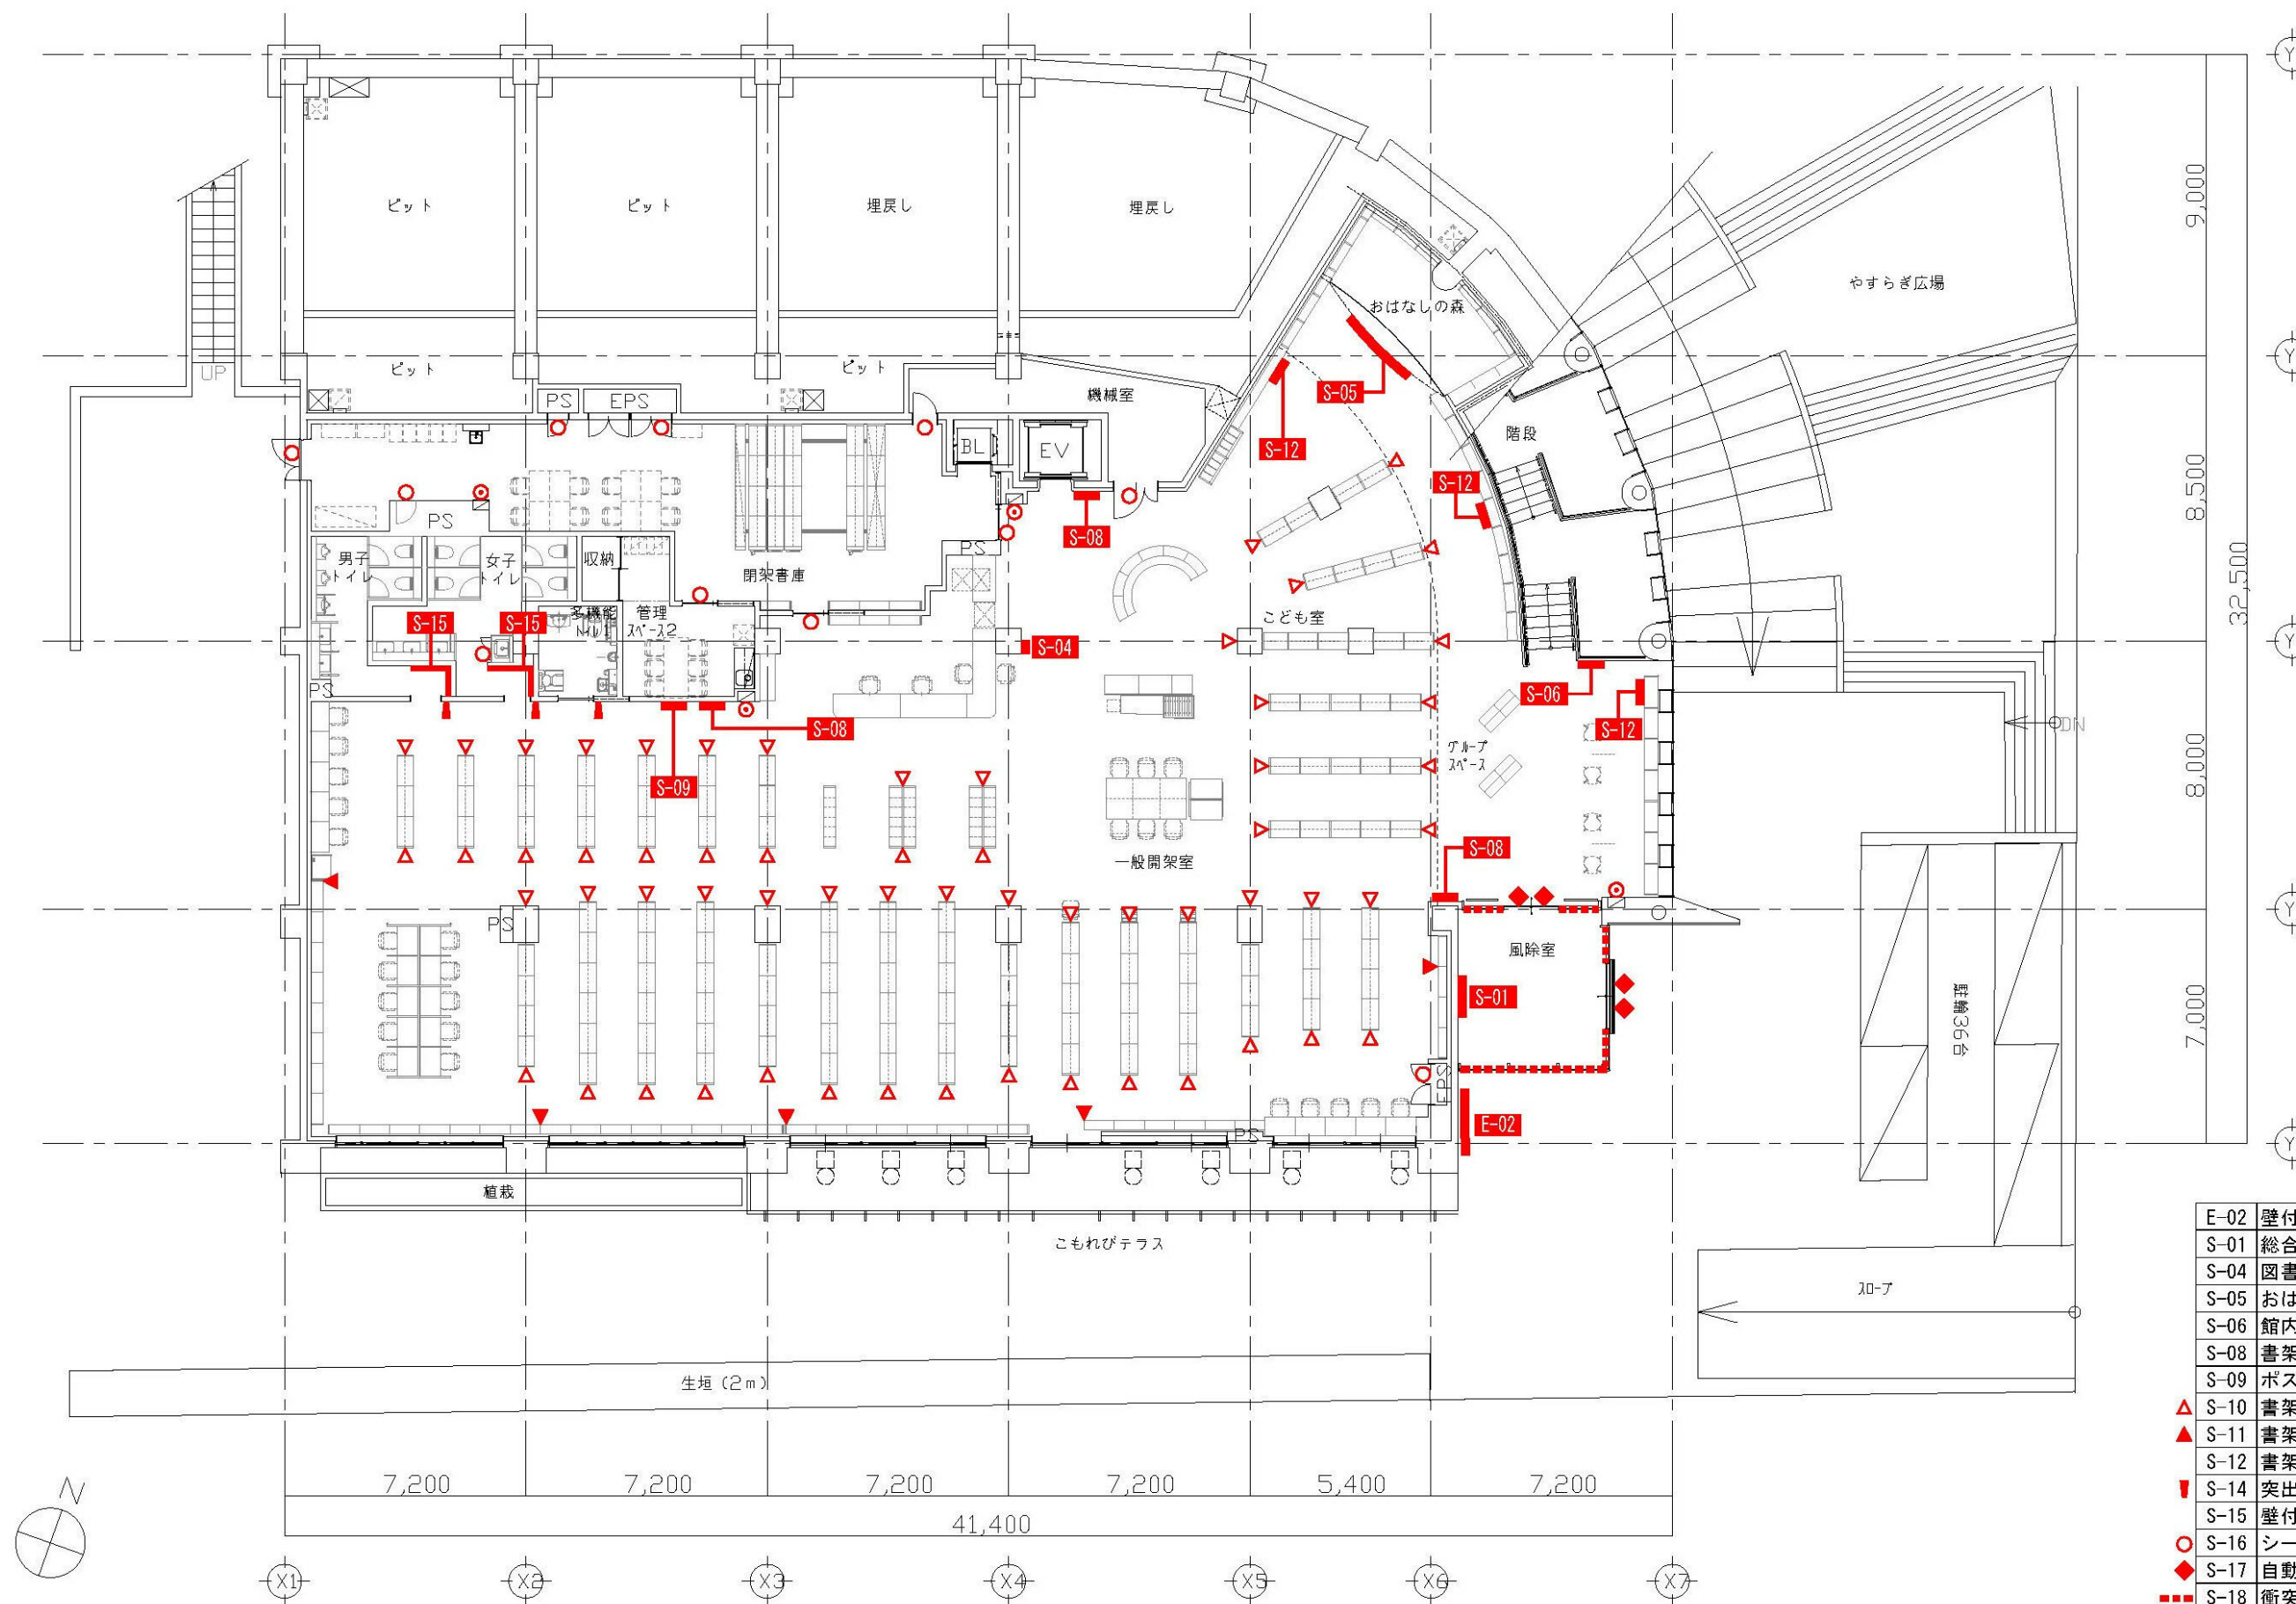 ピット
ピット
埋戻し
埋戻し
9,000
やすらぎ広場
おはなしの森
UP
ピット
ピット
機械室
S-05
PS
EPS
階段
BL
EV
S-12
S-12
8,500
PS
S-08
PS
男子
トイレ
女子
トイレ
収納
閉架書庫
32,500
多機能
管理
スペース2
こども室
S-15
S-15
S-04
PS
S-06
S-12
DN
S-08
グループ
スペース
S-09
8,000
S-08
一般開架室
PS
風除室
S-01
駐輪36台
7,000
EPS
E-02
PS
植栽
こもれびテラス
スロープ
生垣（2m）
N
7,200
7,200
7,200
7,200
5,400
7,200
41,400
X1
X2
X3
X4
X5
X6
X7
Y
Y
Y
Y
Y
E-02 壁付
S-01 総合
S-04 図書
S-05 おは
S-06 館内
S-08 書架
S-09 ポス
S-10 書架
S-11 書架
S-12 書架
S-14 突出
S-15 壁付
S-16 シー
S-17 自動
S-18 衝突